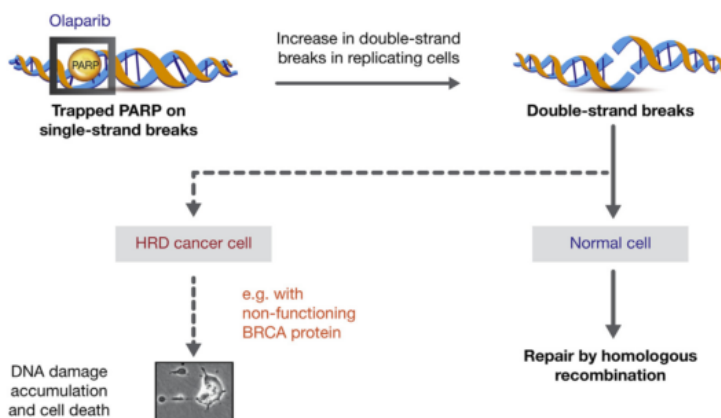 Olaparib
PARP
Trapped PARP on
single-strand breaks
Increase in double-strand
breaks in replicating cells
Double-strand breaks
HRD cancer cell
Normal cell
e.g. with
non-functioning
BRCA protein
DNA damage
accumulation
and cell death
Repair by homologous
recombination